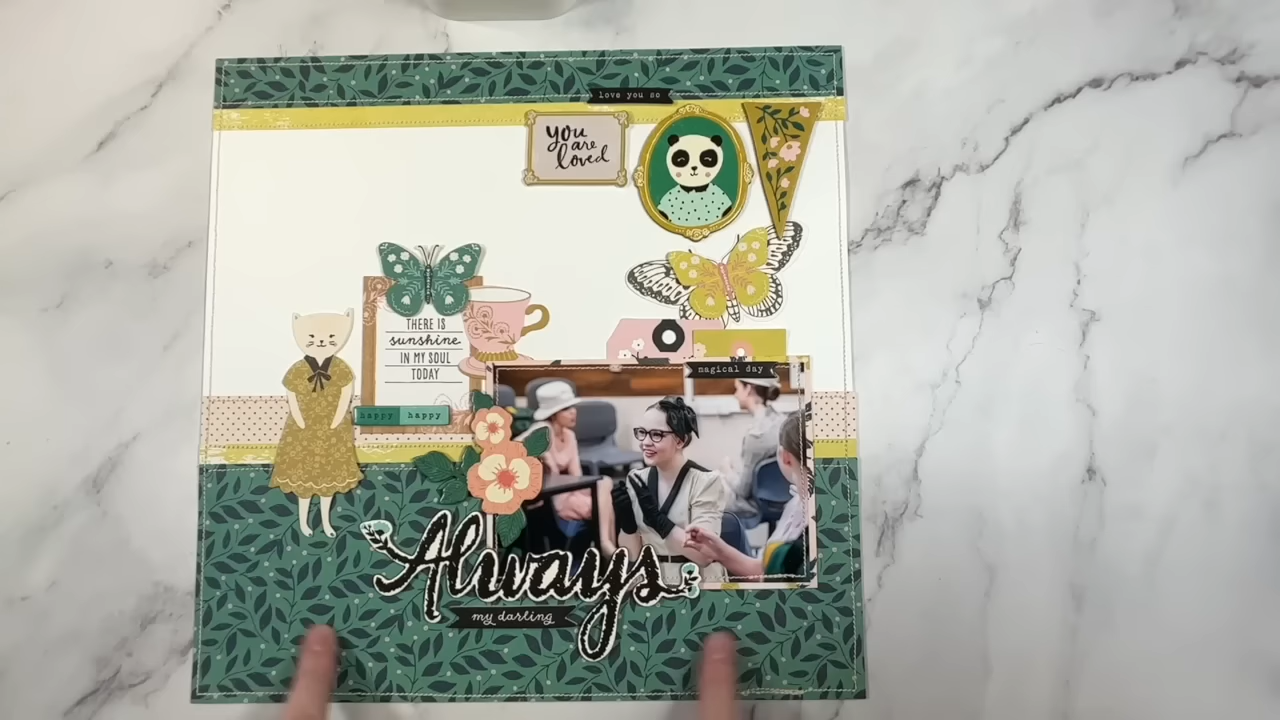 love you so
you
are
loved
THERE IS
sunshine
IN MY SOUL
TODAY
magical day
happy happy
Always
my darling